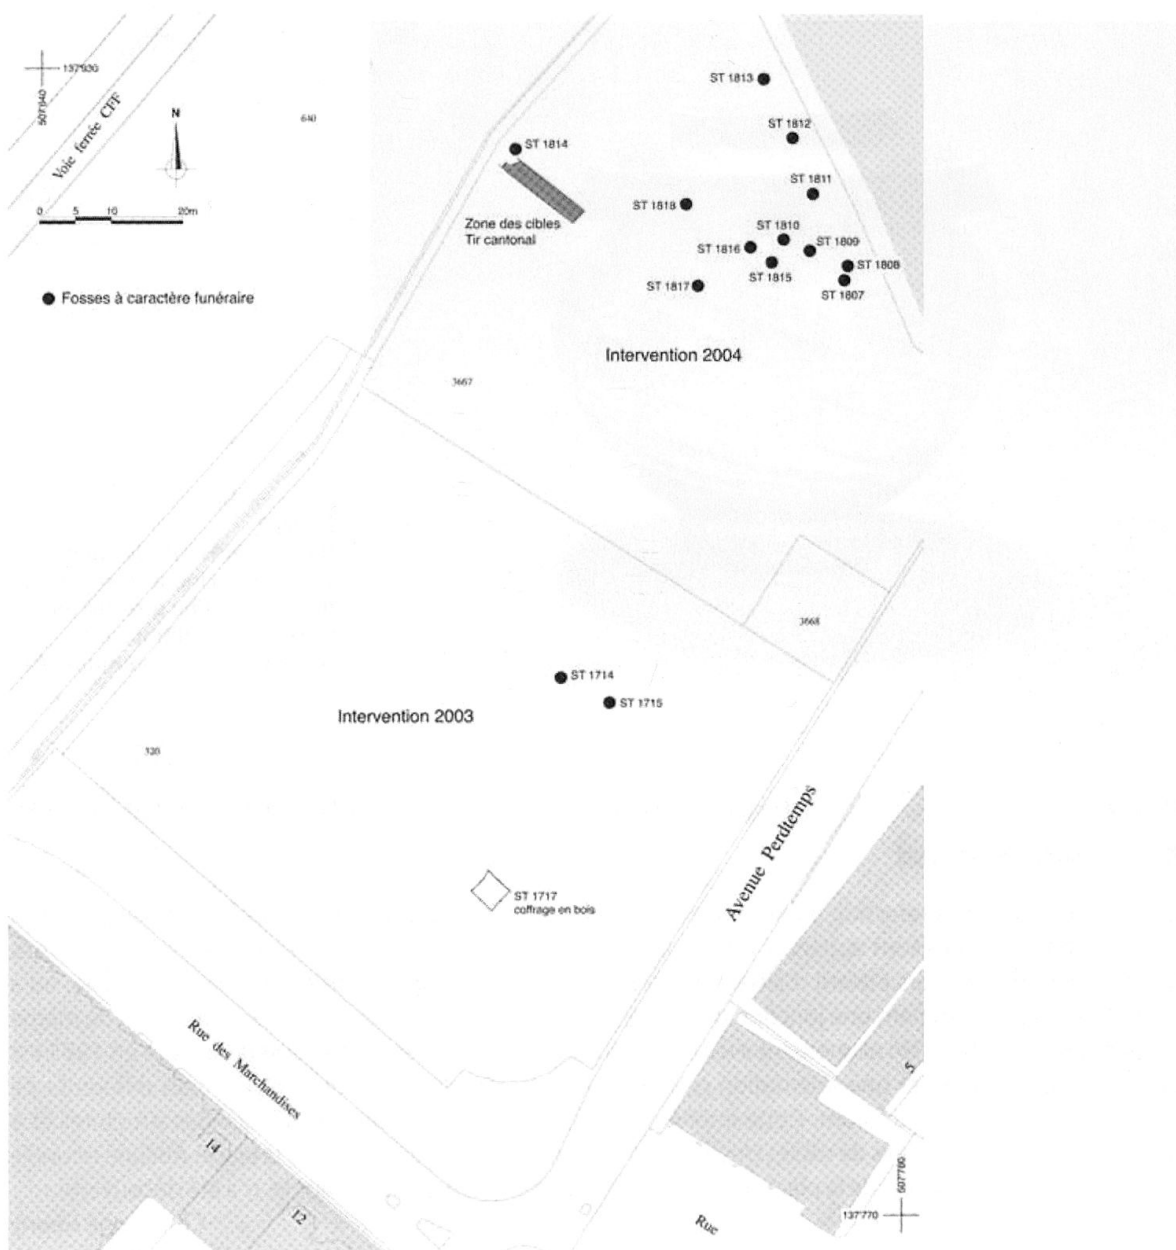 137'930
507'640
Voie ferrée CFF
N
0 5 10 20m
Fosses à caractère funéraire
640
ST 1814
Zone des cibles
Tir cantonal
ST 1813
ST 1812
ST 1811
ST 1818
ST 1810
ST 1816
ST 1809
ST 1815
ST 1808
ST 1817
ST 1807
Intervention 2004
3667
3668
ST 1714
ST 1715
Intervention 2003
Avenue Perdtemps
ST 1717
coffrage en bois
Rue des Marchandises
14
12
5
Rue
507'780
137'770